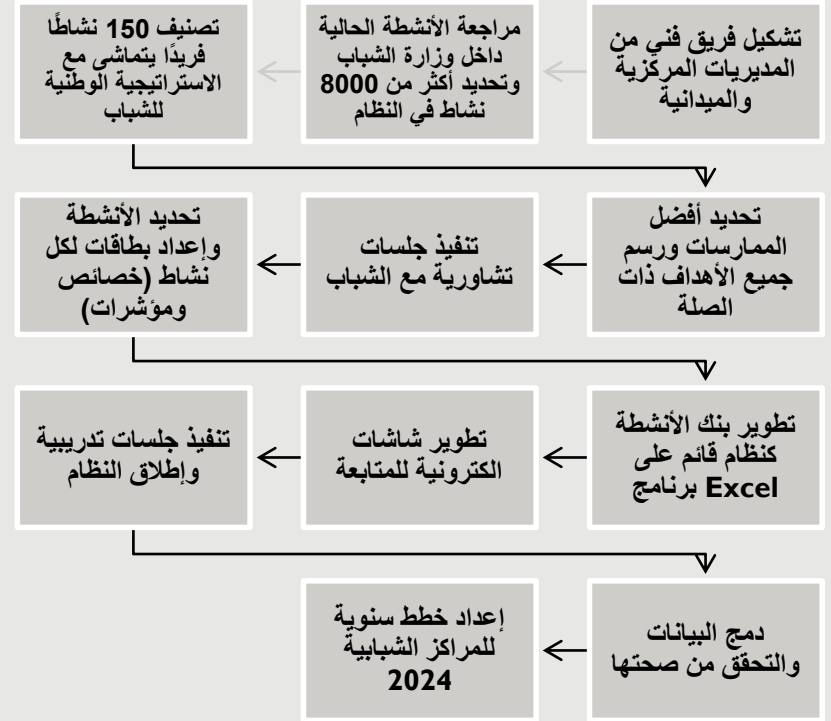 تشكيل فريق فني من
المديريات المركزية
والميدانية
مراجعة الأنشطة الحالية
داخل وزارة الشباب
وتحديد أكثر من 8000
نشاط في النظام
تصنيف 150 نشاطًا
فريدًا يتماشى مع
الاستراتيجية الوطنية
للشباب
تحديد أفضل
الممارسات ورسم
جميع الأهداف ذات
الصلة
تنفيذ جلسات
تشاورية مع الشباب
تحديد الأنشطة
وإعداد بطاقات لكل
نشاط (خصائص
ومؤشرات)
تطوير بنك الأنشطة
كنظام قائم على
برنامج Excel
تطوير شاشات
الكترونية للمتابعة
تنفيذ جلسات تدريبية
وإطلاق النظام
دمج البيانات
والتحقق من صحتها
إعداد خطط سنوية
للمراكز الشبابية
2024